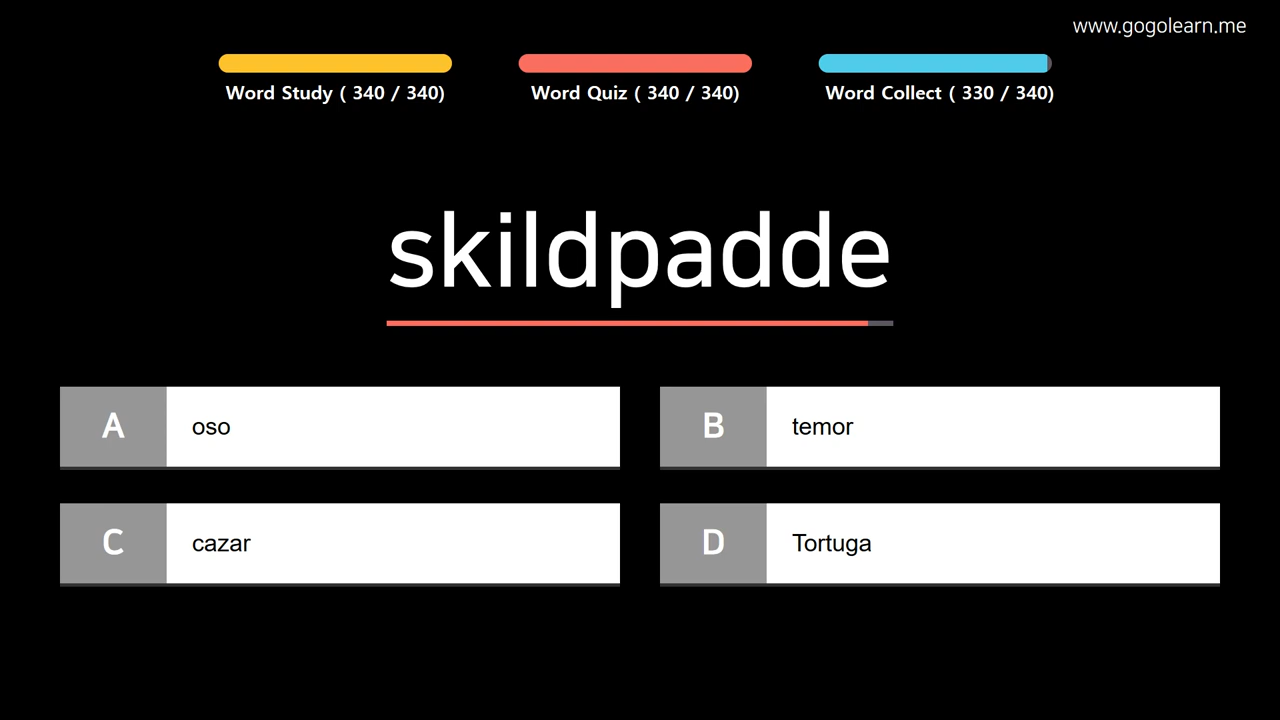 www.gogolearn.me
Word Study ( 340 / 340)
Word Quiz ( 340 / 340)
Word Collect ( 330 / 340)
skildpadde
A
oso
B
temor
C
cazar
D
Tortuga